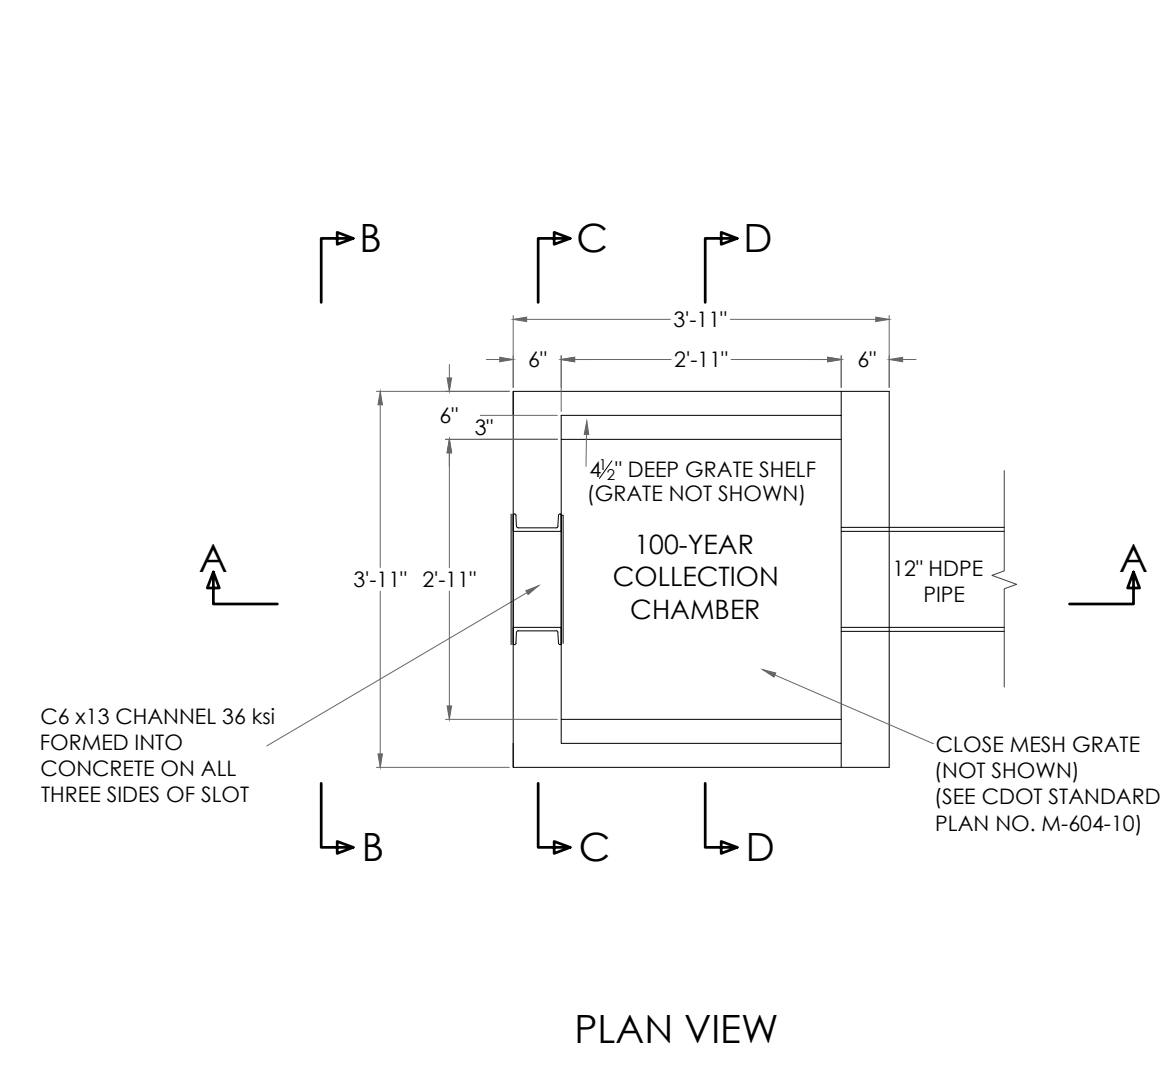 B
C
D
3'-11"
6"
2'-11"
6"
6"
3"
4½" DEEP GRATE SHELF
(GRATE NOT SHOWN)
100-YEAR
COLLECTION
CHAMBER
A
3'-11"
2'-11"
12" HDPE
PIPE
A
C6 x13 CHANNEL 36 ksi
FORMED INTO
CONCRETE ON ALL
THREE SIDES OF SLOT
CLOSE MESH GRATE
(NOT SHOWN)
(SEE CDOT STANDARD
PLAN NO. M-604-10)
B
C
D
PLAN VIEW